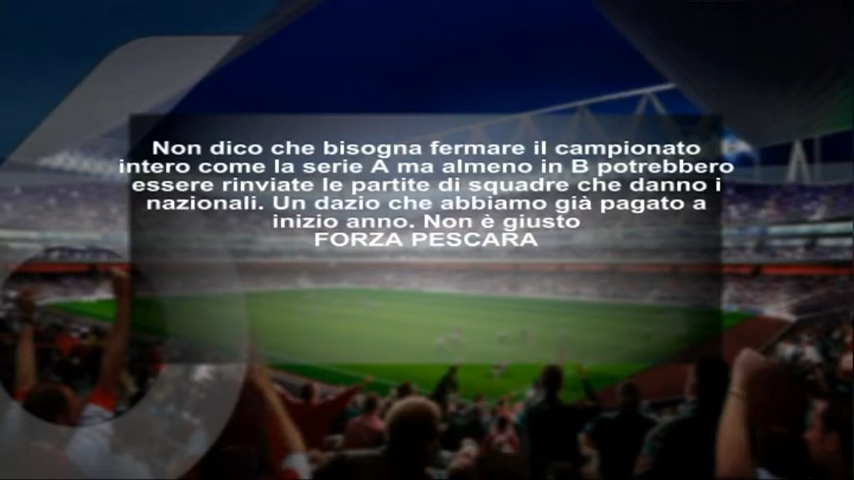 Non dico che bisogna fermare il campionato
intero come la serie A ma almeno in B potrebbero
essere rinviate le partite di squadre che danno i
nazionali. Un dazio che abbiamo già pagato a
inizio anno. Non è giusto
FORZA PESCARA